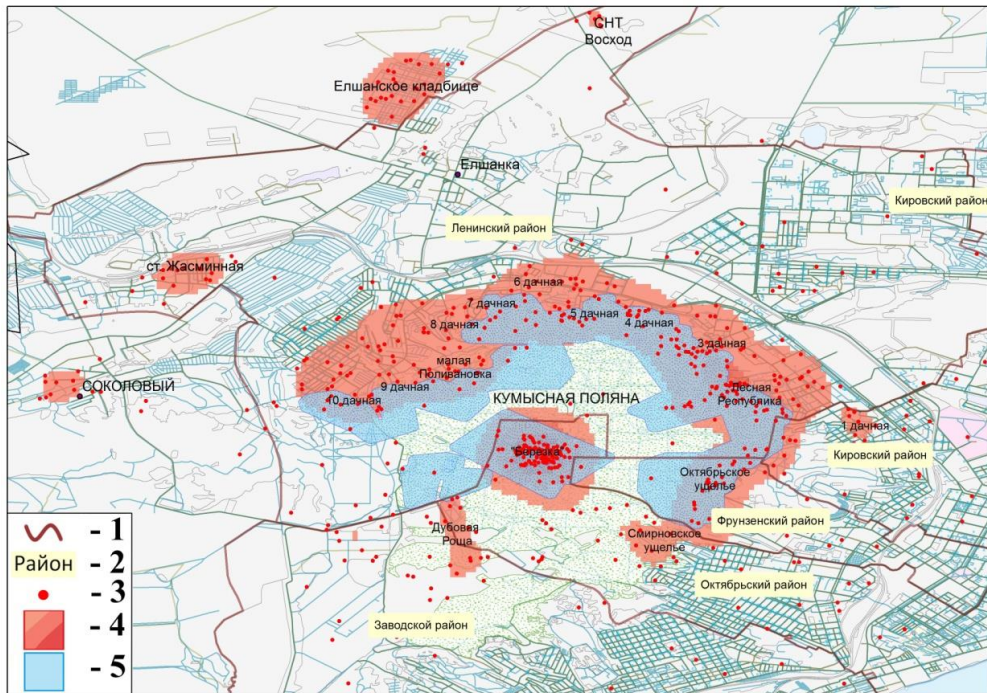 СНТ
Восход
Елшанское кладбище
Елшанка
Кировский район
Ленинский район
ст. Жасминная
6 дачная
7 дачная
5 дачная
8 дачная
4 дачная
3 дачная
малая
Поливановка
СОКОЛОВЫЙ
9 дачная
Лесная
Республика
10 дачная
КУМЫСНАЯ ПОЛЯНА
1 дачная
Березка
Кировский район
Октябрьское
ущелье
Фрунзенский район
Дубовая
Роща
Смирновское
ущелье
Октябрьский район
Заводской район
- 1
Район - 2
- 3
- 4
- 5